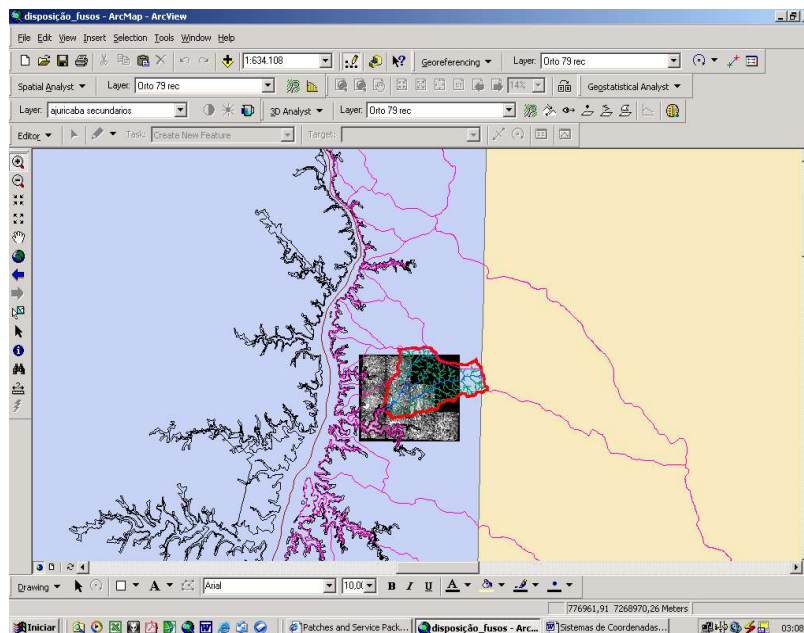 disposição_fusos - ArcMap - ArcView
File Edit View Insert Selection Tools Window Help
1:634.108 Georeferencing Layer: Orto 79 rec
Spatial Analyst Layer: Orto 79 rec 14% Geostatistical Analyst
Layer: ajuricaba secundarios 3D Analyst Layer: Orto 79 rec
Editor Task: Create New Feature Target:
Drawing A Arial 10,0 B I U A
776961,91 7268970,26 Meters
Iniciar Patches and Service Pack... disposição_fusos - Arc... Sistemas de Coordenadas... 03:08